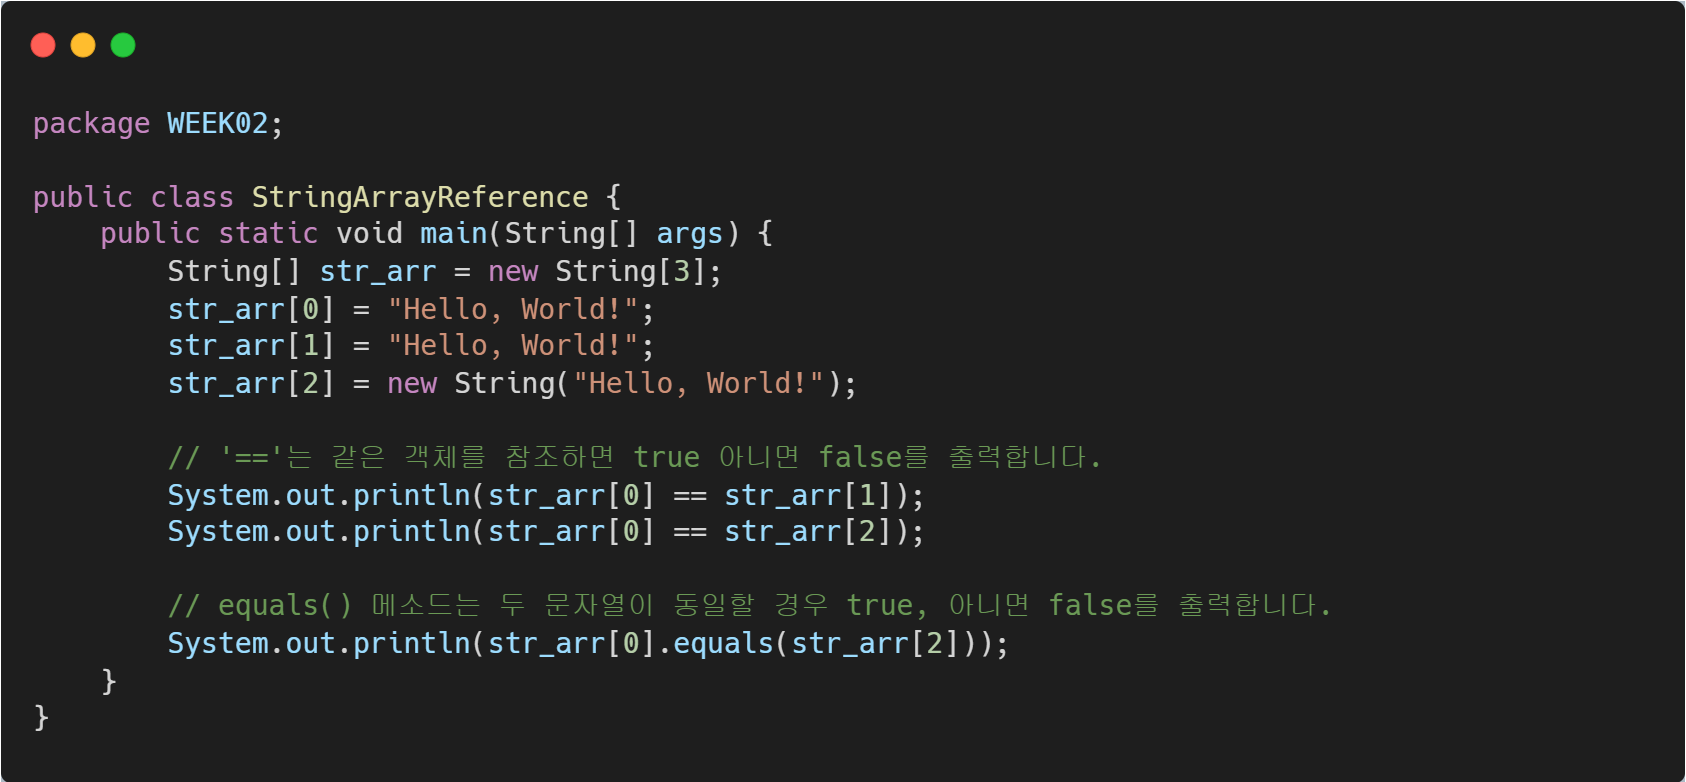 package WEEK02;
public class StringArrayReference {
public static void main(String[] args) {
String[] str_arr = new String[3];
str_arr[0] = "Hello, World!";
str_arr[1] = "Hello, World!";
str_arr[2] = new String("Hello, World!");
// '=='는 같은 객체를 참조하면 true 아니면 false를 출력합니다.
System.out.println(str_arr[0] == str_arr[1]);
System.out.println(str_arr[0] == str_arr[2]);
// equals() 메소드는 두 문자열이 동일할 경우 true, 아니면 false를 출력합니다.
System.out.println(str_arr[0].equals(str_arr[2]));
}
}